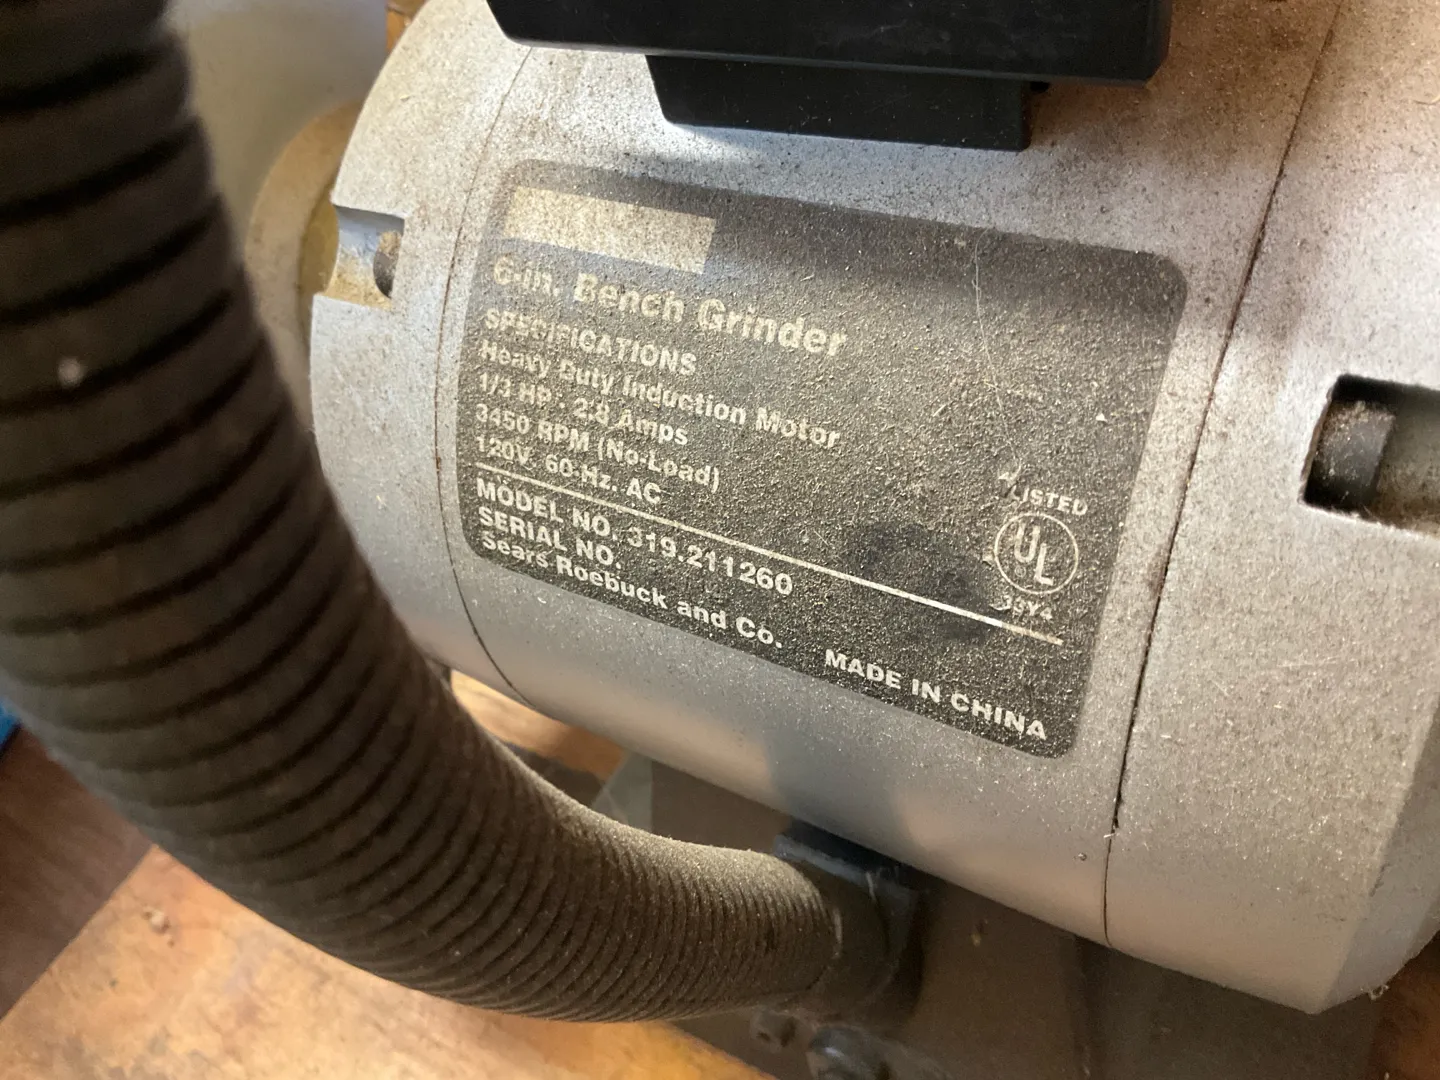 6-in. Bench Grinder
SPECIFICATIONS
Heavy Duty Induction Motor
1/3 HP · 2.8 Amps
3450 RPM (No-Load)
120V. 60-Hz. AC
MODEL NO. 319.211260
SERIAL NO.
Sears Roebuck and Co.
MADE IN CHINA
LISTED
UL